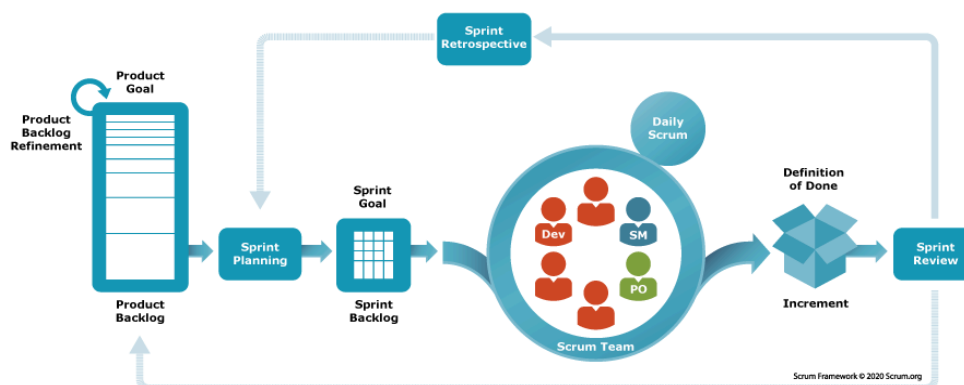 Sprint
Retrospective
Product
Goal
Product
Backlog
Refinement
Daily
Scrum
Definition
of Done
Sprint
Goal
Dev
SM
Sprint
Planning
Sprint
Review
PO
Product
Backlog
Sprint
Backlog
Increment
Scrum Team
Scrum Framework © 2020 Scrum.org